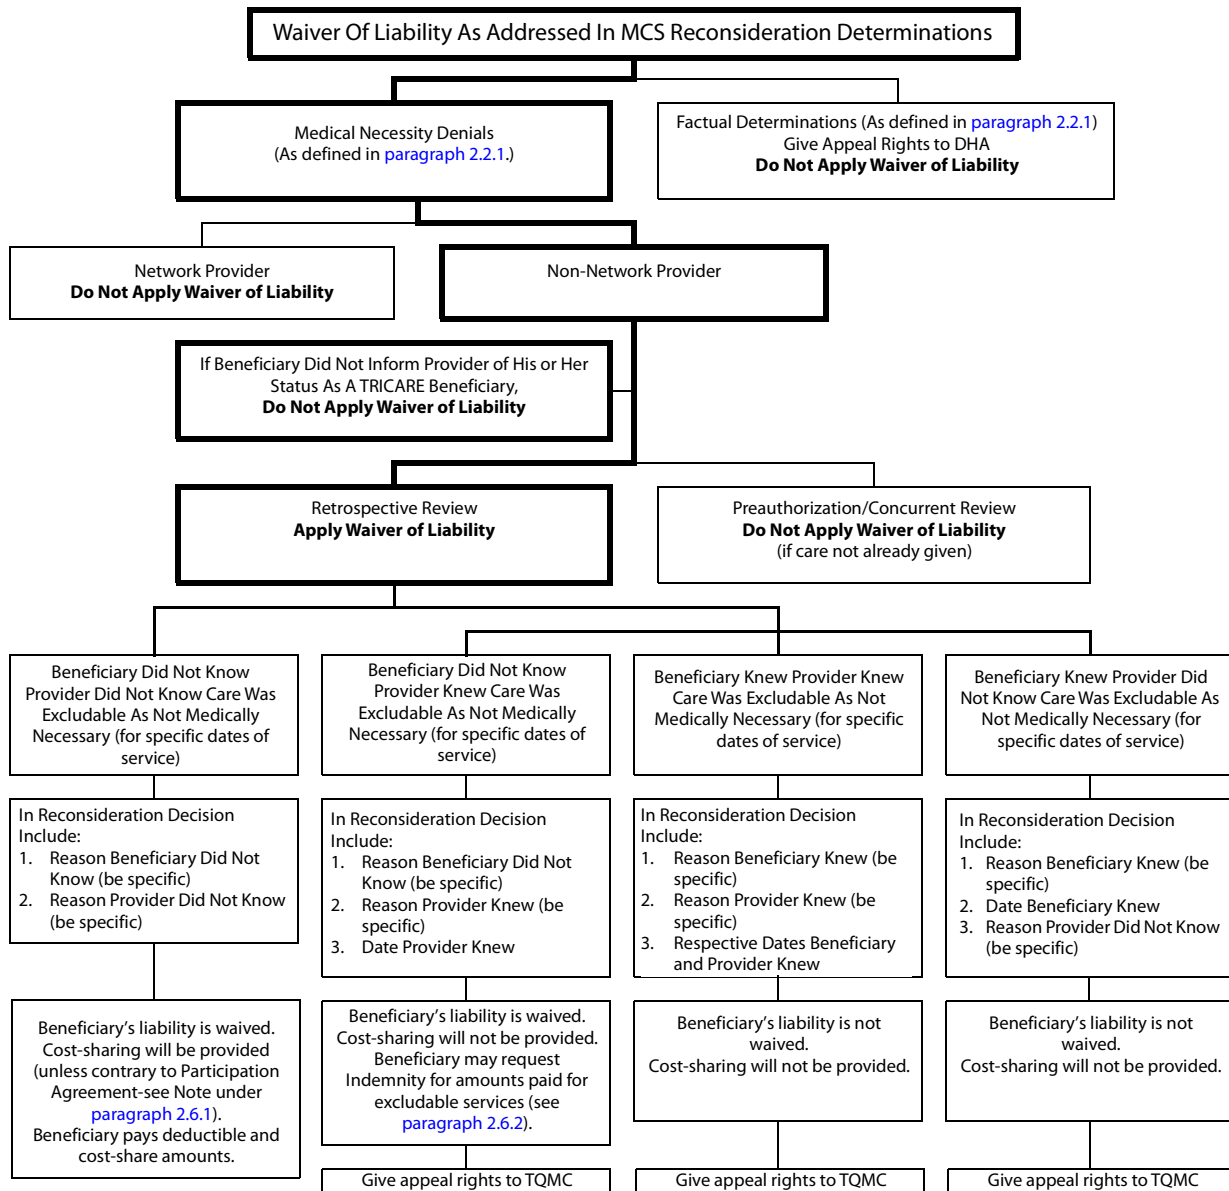 Waiver Of Liability As Addressed In MCS Reconsideration Determinations
Medical Necessity Denials
(As defined in paragraph 2.2.1.)
Factual Determinations (As defined in paragraph 2.2.1)
Give Appeal Rights to DHA
Do Not Apply Waiver of Liability
Network Provider
Do Not Apply Waiver of Liability
Non-Network Provider
If Beneficiary Did Not Inform Provider of His or Her
Status As A TRICARE Beneficiary,
Do Not Apply Waiver of Liability
Retrospective Review
Apply Waiver of Liability
Preauthorization/Concurrent Review
Do Not Apply Waiver of Liability
(if care not already given)
Beneficiary Did Not Know
Provider Did Not Know Care Was
Excludable As Not Medically
Necessary (for specific dates of
service)
Beneficiary Did Not Know
Provider Knew Care Was
Excludable As Not Medically
Necessary (for specific dates of
service)
Beneficiary Knew Provider Knew
Care Was Excludable As Not
Medically Necessary (for specific
dates of service)
Beneficiary Knew Provider Did
Not Know Care Was Excludable As
Not Medically Necessary (for
specific dates of service)
In Reconsideration Decision
Include:
1. Reason Beneficiary Did Not
Know (be specific)
2. Reason Provider Did Not Know
(be specific)
In Reconsideration Decision
Include:
1. Reason Beneficiary Did Not
Know (be specific)
2. Reason Provider Knew (be
specific)
3. Date Provider Knew
In Reconsideration Decision
Include:
1. Reason Beneficiary Knew (be
specific)
2. Reason Provider Knew (be
specific)
3. Respective Dates Beneficiary
and Provider Knew
In Reconsideration Decision
Include:
1. Reason Beneficiary Knew (be
specific)
2. Date Beneficiary Knew
3. Reason Provider Did Not Know
(be specific)
Beneficiary's liability is waived.
Cost-sharing will be provided
(unless contrary to Participation
Agreement-see Note under
paragraph 2.6.1).
Beneficiary pays deductible and
cost-share amounts.
Beneficiary's liability is waived.
Cost-sharing will not be provided.
Beneficiary may request
Indemnity for amounts paid for
excludable services (see
paragraph 2.6.2).
Beneficiary's liability is not
waived.
Cost-sharing will not be provided.
Beneficiary's liability is not
waived.
Cost-sharing will not be provided.
Give appeal rights to TQMC
Give appeal rights to TQMC
Give appeal rights to TQMC